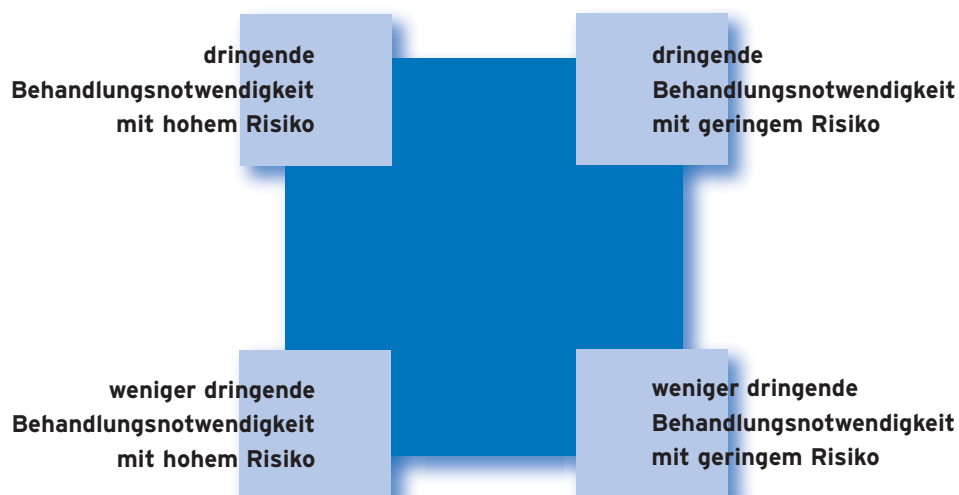 dringende
Behandlungsnotwendigkeit
mit hohem Risiko
dringende
Behandlungsnotwendigkeit
mit geringem Risiko
weniger dringende
Behandlungsnotwendigkeit
mit hohem Risiko
weniger dringende
Behandlungsnotwendigkeit
mit geringem Risiko